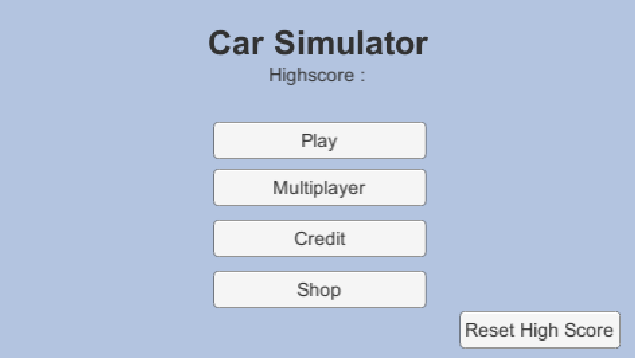 Car Simulator
Highscore :
Play
Multiplayer
Credit
Shop
Reset High Score